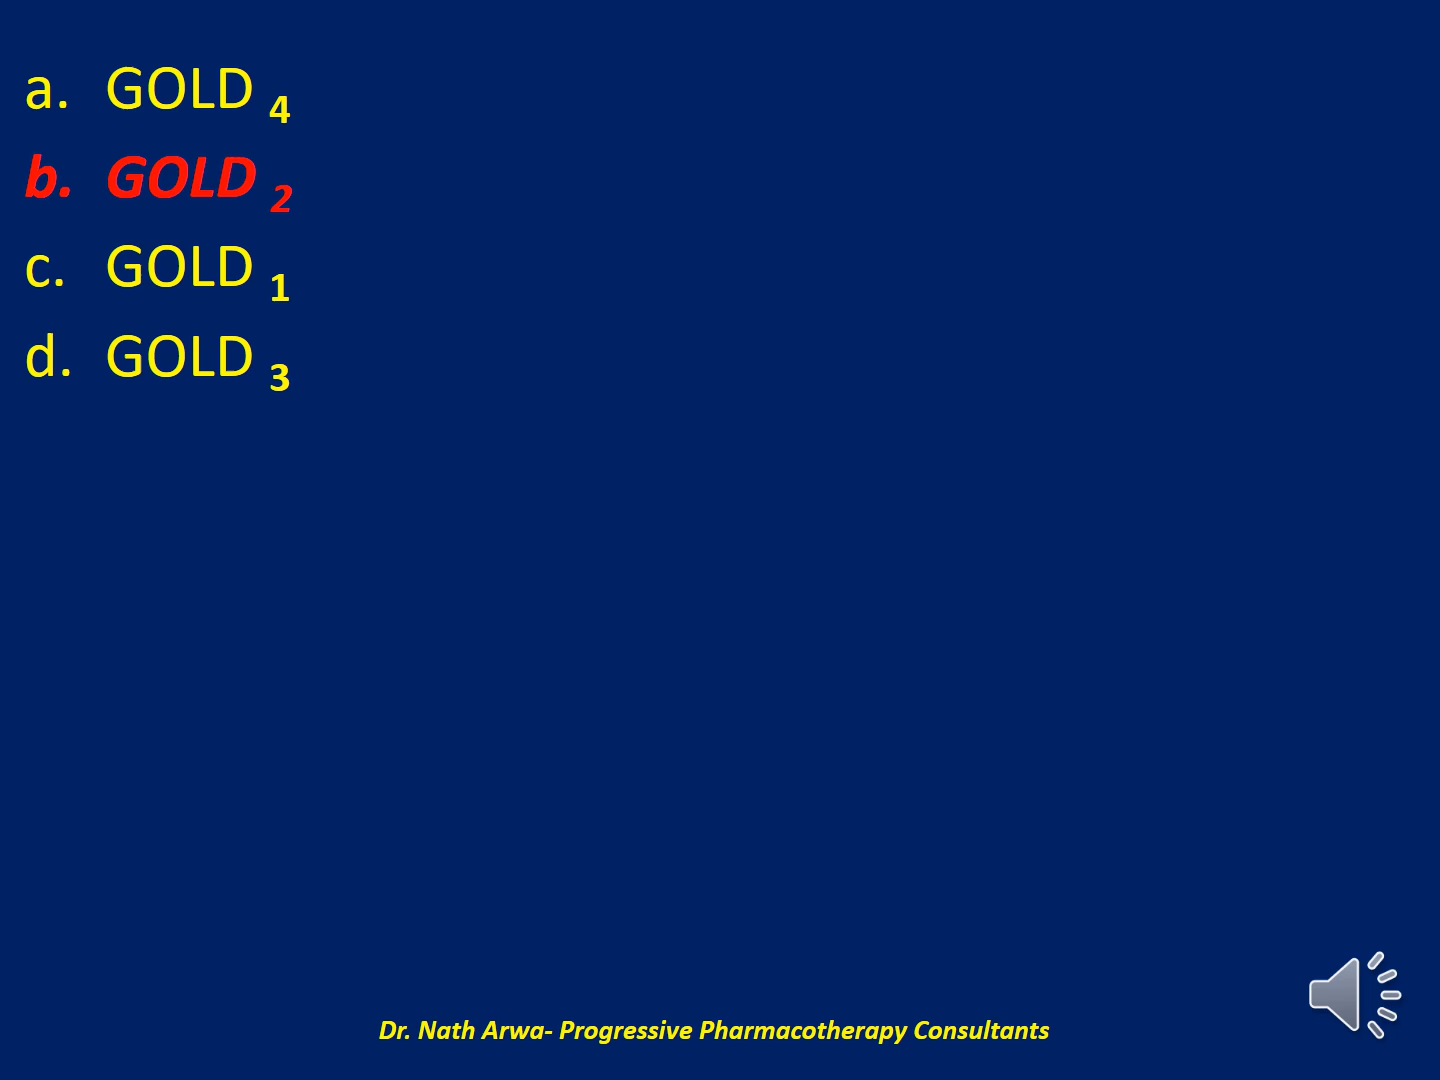 a. GOLD 4
b. GOLD 2
c. GOLD 1
d. GOLD 3
Dr. Nath Arwa- Progressive Pharmacotherapy Consultants